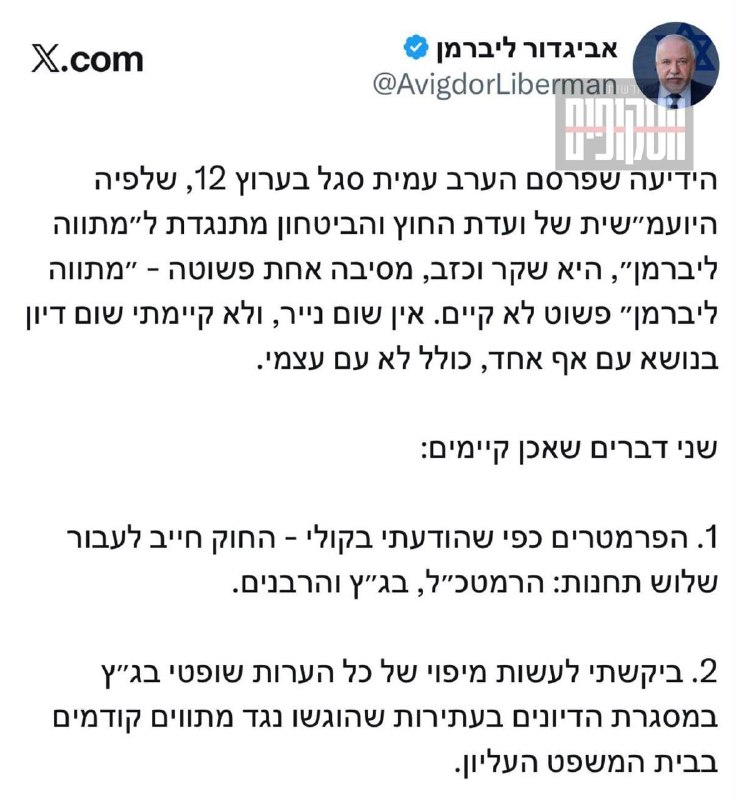 X.com
אביגדור ליברמן
@AvigdorLiberman
הסקופים
הידיעה שפרסם הערב עמית סגל בערוץ 12, שלפיה
היועמ״שית של ועדת החוץ והביטחון מתנגדת ל״מתווה
ליברמן״, היא שקר וכזב, מסיבה אחת פשוטה - ״מתווה
ליברמן״ פשוט לא קיים. אין שום נייר, ולא קיימתי שום דיון
בנושא עם אף אחד, כולל לא עם עצמי.
שני דברים שאכן קיימים:
1. הפרמטרים כפי שהודעתי בקולי - החוק חייב לעבור
שלוש תחנות: הרמטכ״ל, בג״ץ והרבנים.
2. ביקשתי לעשות מיפוי של כל הערות שופטי בג״ץ
במסגרת הדיונים בעתירות שהוגשו נגד מתווים קודמים
בבית המשפט העליון.